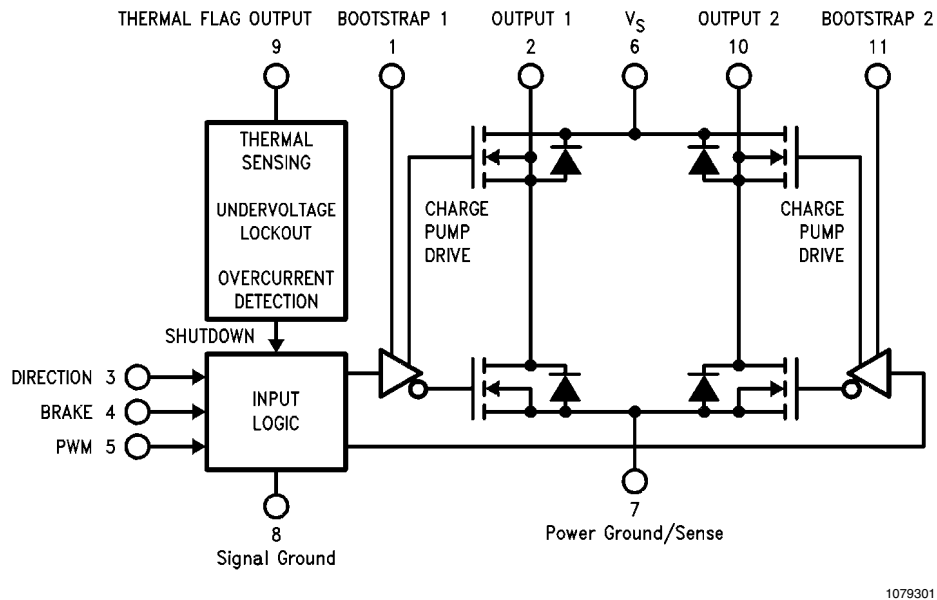 THERMAL FLAG OUTPUT
9
BOOTSTRAP 1
1
OUTPUT 1
2
VS
6
OUTPUT 2
10
BOOTSTRAP 2
11
THERMAL
SENSING
UNDERVOLTAGE
LOCKOUT
OVERCURRENT
DETECTION
CHARGE
PUMP
DRIVE
CHARGE
PUMP
DRIVE
SHUTDOWN
DIRECTION 3
BRAKE 4
PWM 5
INPUT
LOGIC
8
Signal Ground
7
Power Ground/Sense
1079301